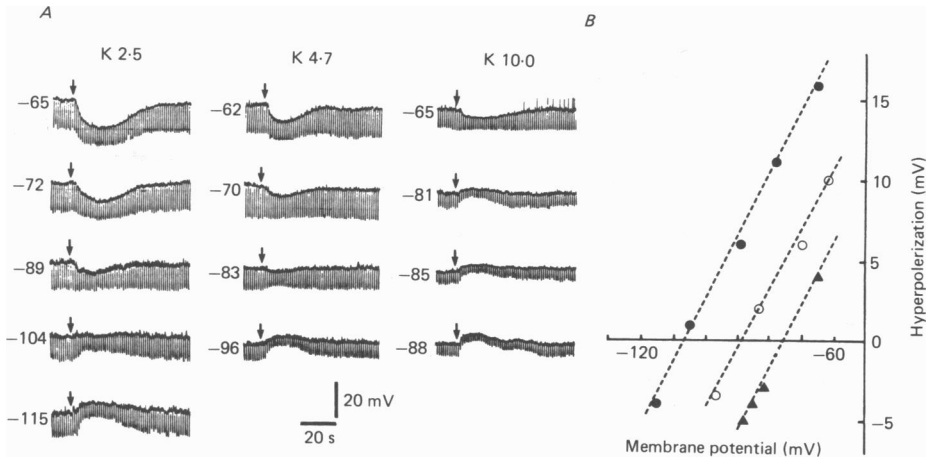 A
B
K 2·5
K 4·7
K 10·0
−65
−62
−65
−72
−70
−81
−89
−83
−85
−104
−96
−88
−115
20 mV
20 s
15
10
5
0
−5
−120
−60
Hyperpolerization (mV)
Membrane potential (mV)